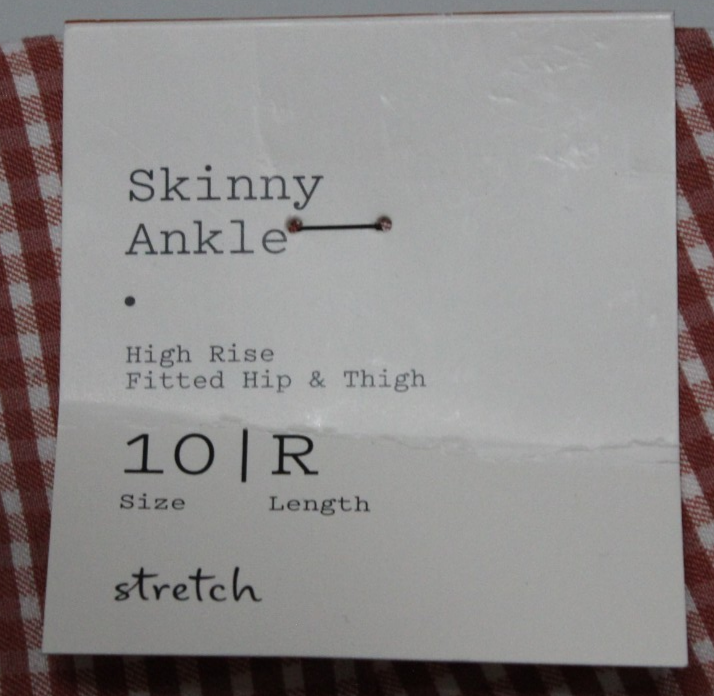 Skinny
Ankle
High Rise
Fitted Hip & Thigh
10|R
Size Length
stretch